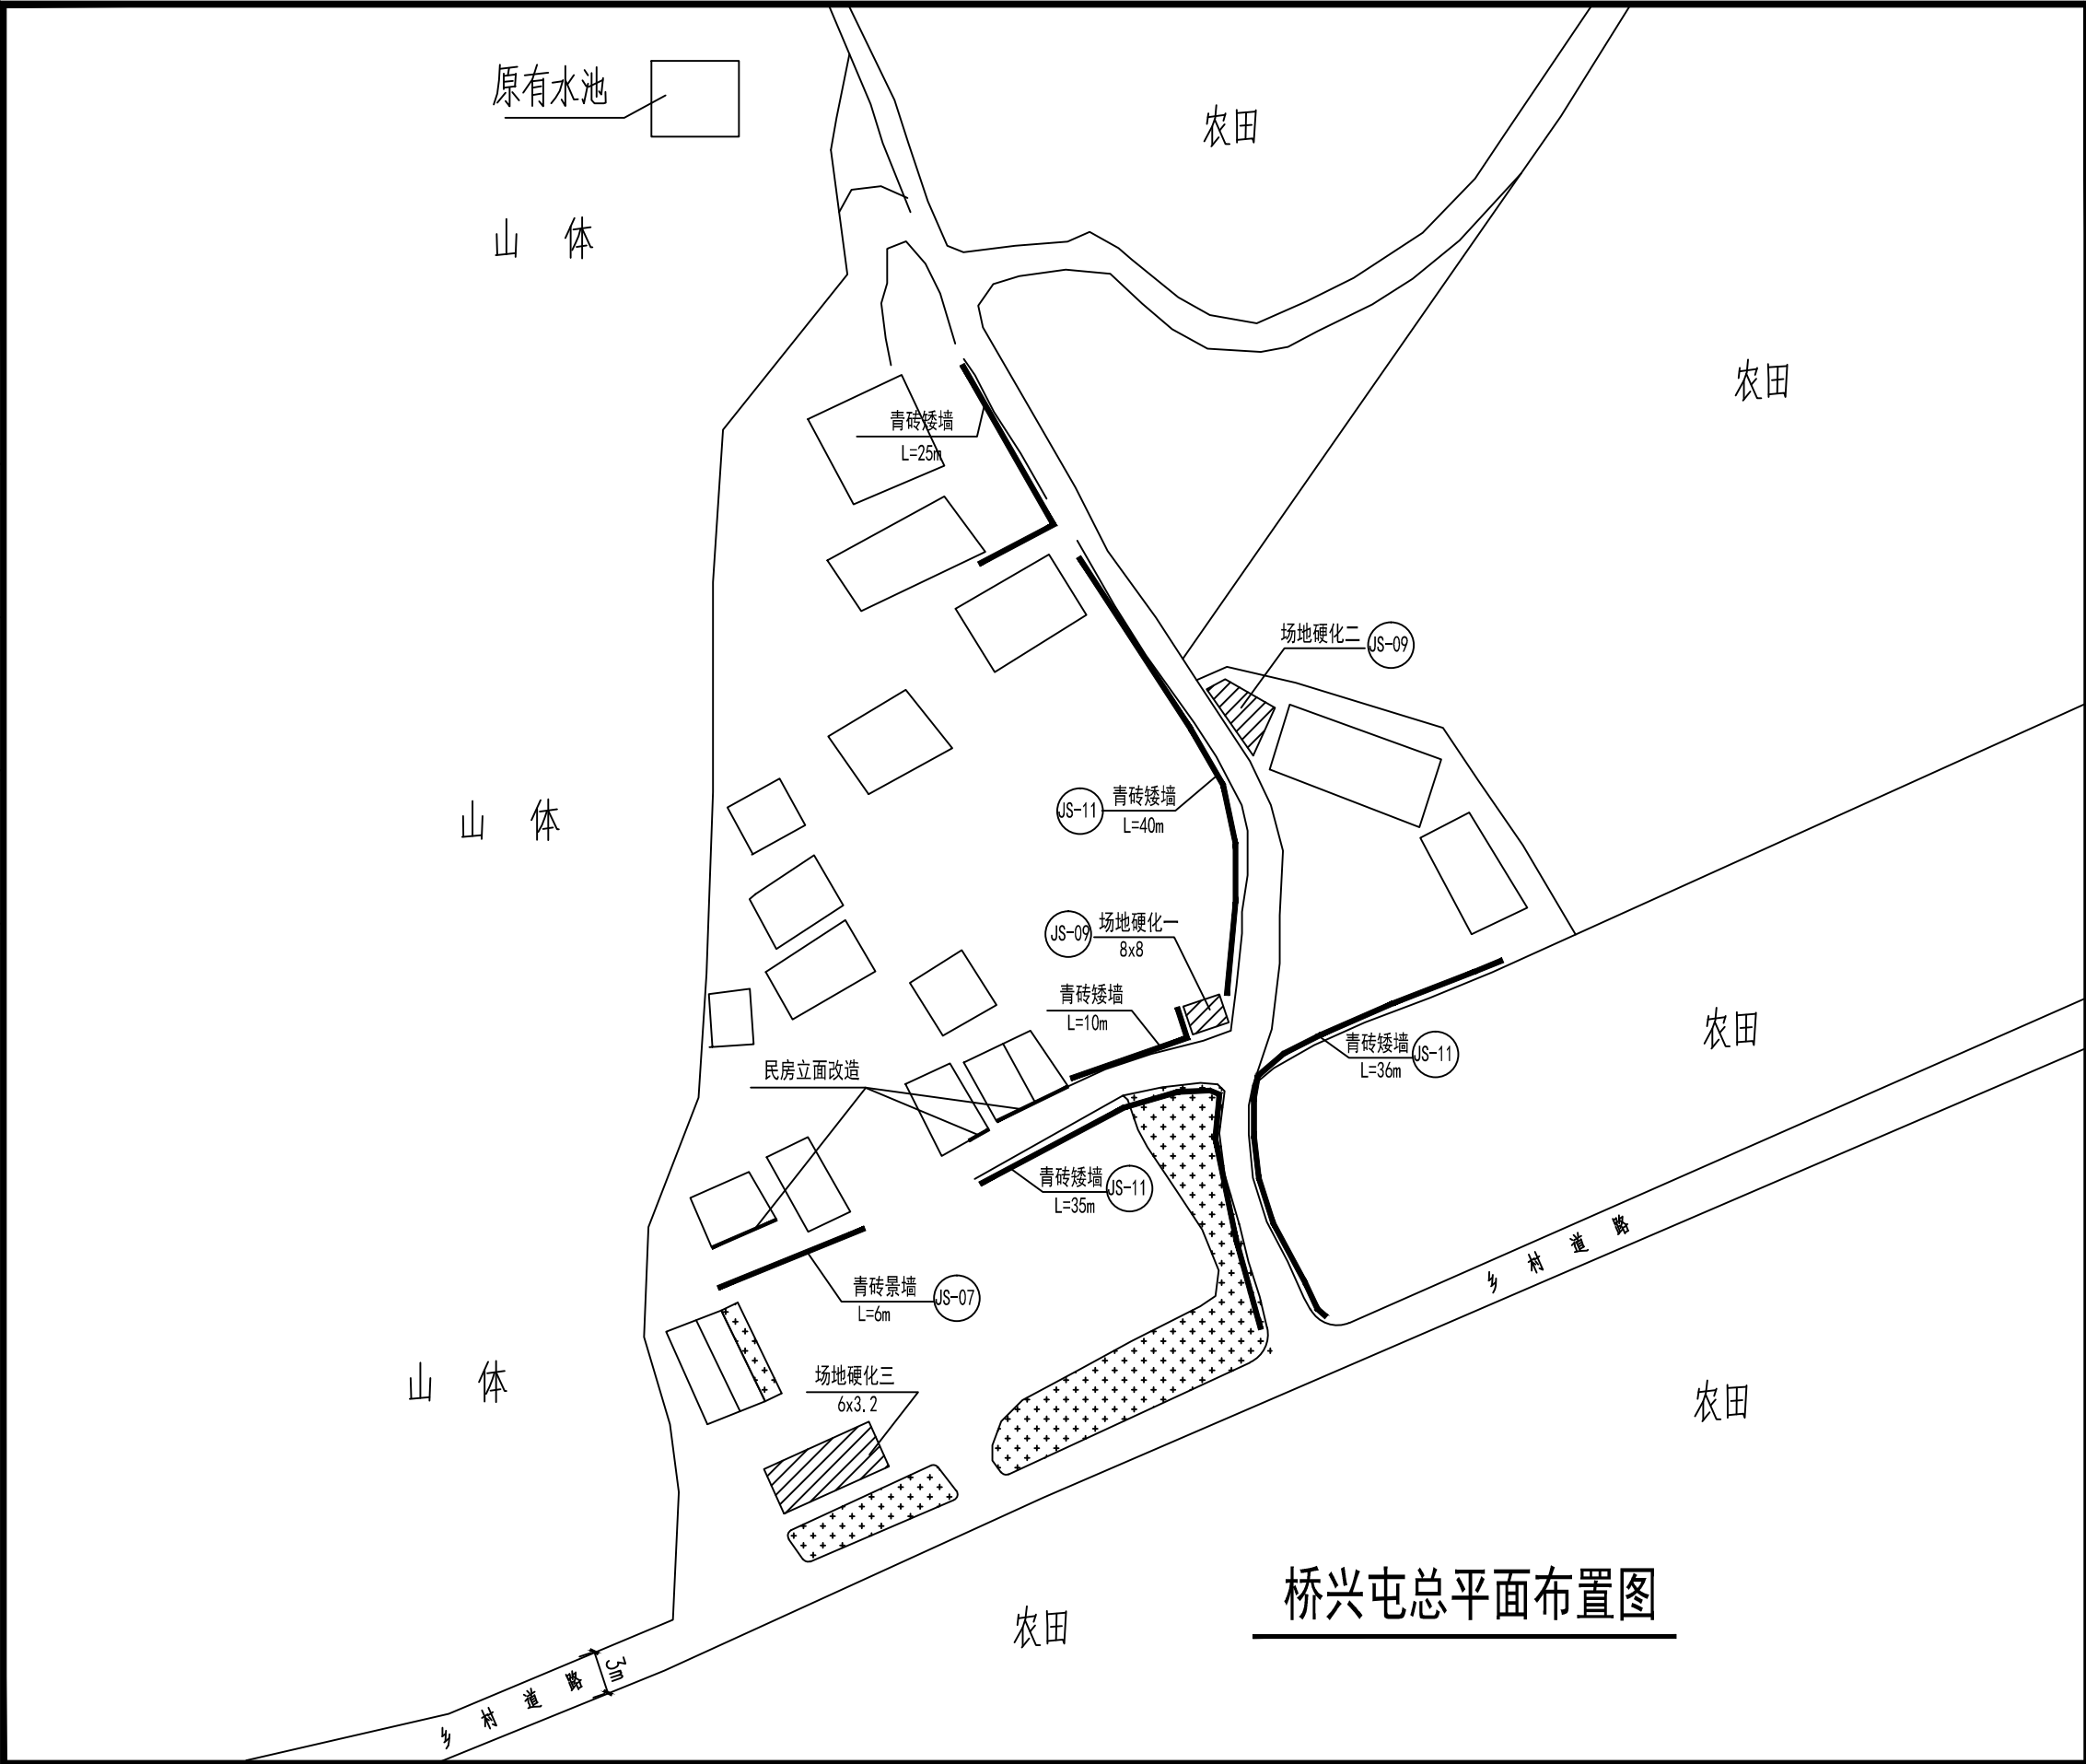 原有水池
农田
山 体
农田
青砖矮墙
L=25m
场地硬化二
JS-09
JS-11
青砖矮墙
L=40m
山 体
JS-09
场地硬化一
8x8
青砖矮墙
L=10m
农田
青砖矮墙
L=36m
JS-11
民房立面改造
青砖矮墙
L=35m
JS-11
乡 村 道 路
青砖景墙
L=6m
JS-07
山 体
场地硬化三
6x3.2
农田
桥兴屯总平面布置图
农田
3m
乡 村 道 路